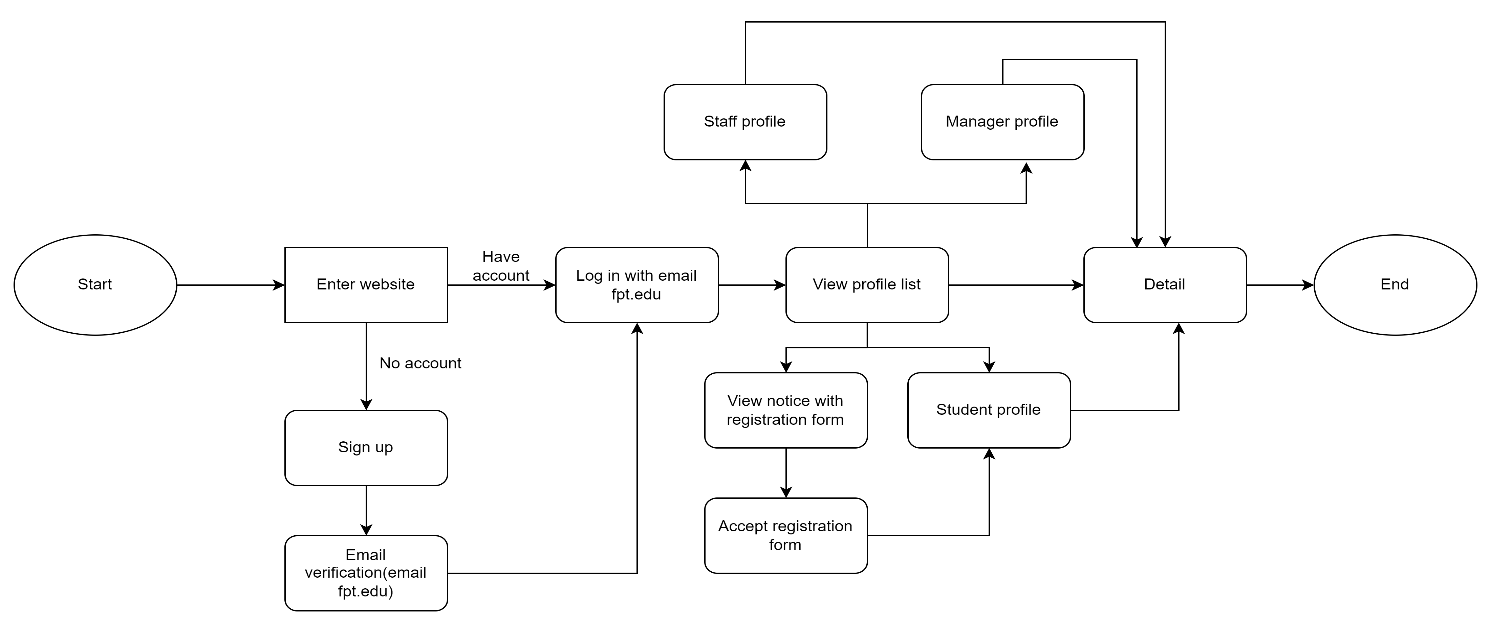 Staff profile
Manager profile
Start
Enter website
Have
account
Log in with email
fpt.edu
View profile list
Detail
End
No account
View notice with
registration form
Student profile
Sign up
Accept registration
form
Email
verification(email
fpt.edu)